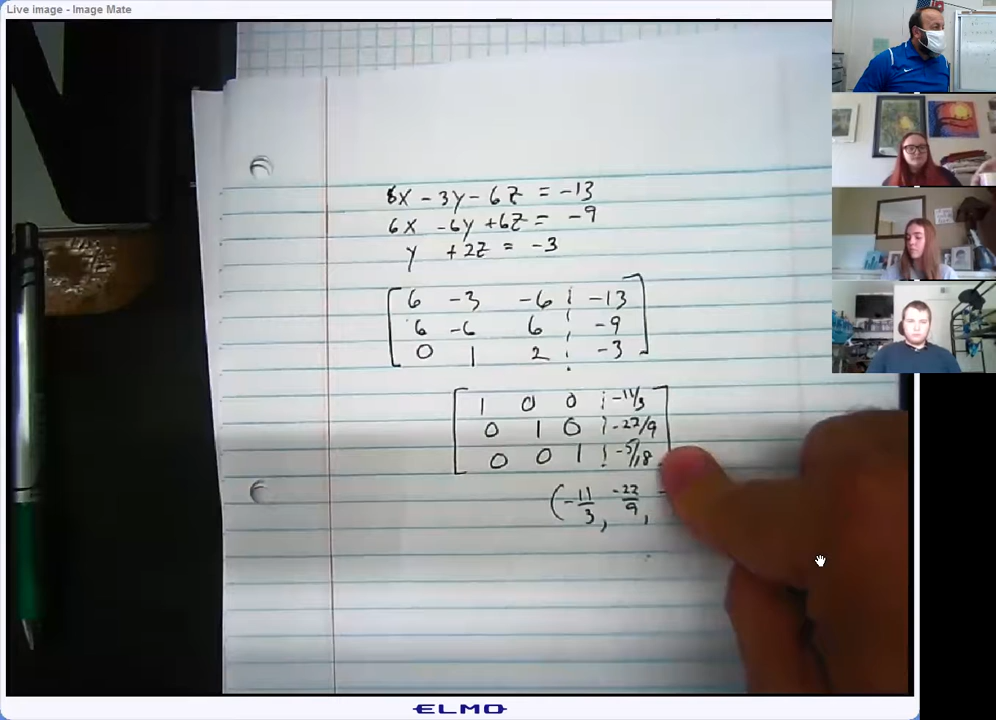 Live image - Image Mate
6x - 3y - 6z = -13
6x - 6y + 6z = -9
y + 2z = -3
6 -3 -6 ¦ -13
6 -6 6 ¦ -9
0 1 2 ¦ -3
1 0 0 ¦ -11/3
0 1 0 ¦ -22/9
0 0 1 ¦ -5/18
(-11/3, -22/9, -
ELMO